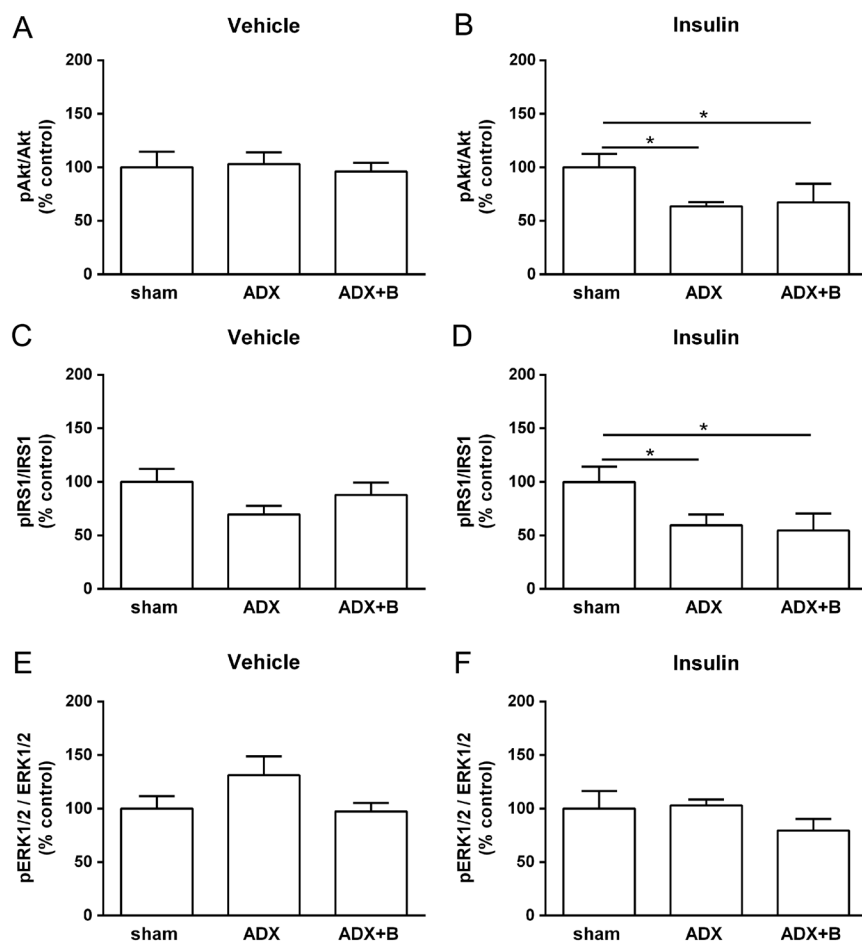 A
Vehicle
pAkt/Akt
(% control)
200
150
100
50
0
sham ADX ADX+B
B
Insulin
pAkt/Akt
(% control)
200
150
100
50
0
*
*
sham ADX ADX+B
C
Vehicle
pIRS1/IRS1
(% control)
200
150
100
50
0
sham ADX ADX+B
D
Insulin
pIRS1/IRS1
(% control)
200
150
100
50
0
*
*
sham ADX ADX+B
E
Vehicle
pERK1/2 / ERK1/2
(% control)
200
150
100
50
0
sham ADX ADX+B
F
Insulin
pERK1/2 / ERK1/2
(% control)
200
150
100
50
0
sham ADX ADX+B